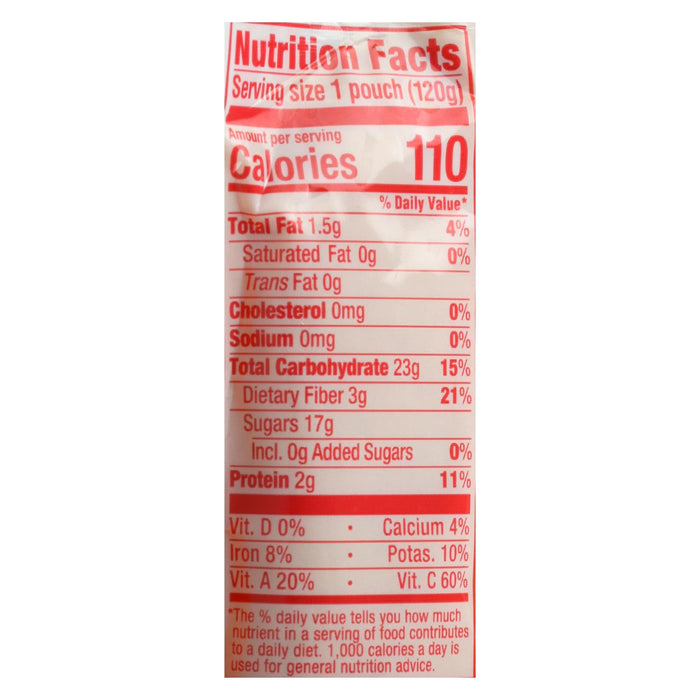 Nutrition Facts
Serving size 1 pouch (120g)
Amount per serving
Calories 110
% Daily Value*
Total Fat 1.5g 4%
Saturated Fat 0g 0%
Trans Fat 0g
Cholesterol 0mg 0%
Sodium 0mg 0%
Total Carbohydrate 23g 15%
Dietary Fiber 3g 21%
Sugars 17g
Incl. 0g Added Sugars 0%
Protein 2g 11%
Vit. D 0% • Calcium 4%
Iron 8% • Potas. 10%
Vit. A 20% • Vit. C 60%
*The % daily value tells you how much
nutrient in a serving of food contributes
to a daily diet. 1,000 calories a day is
used for general nutrition advice.